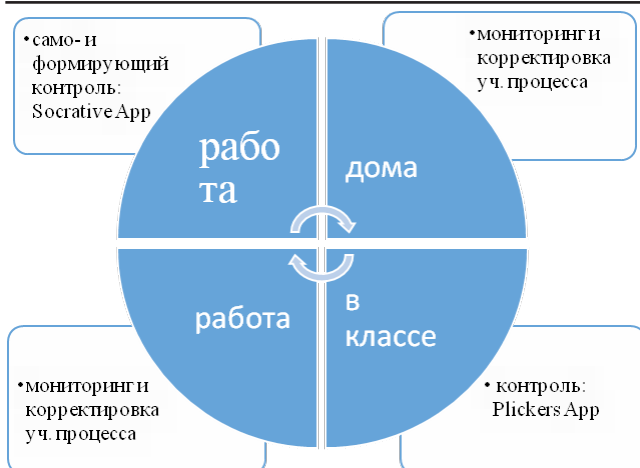 •само- и
формирующий
контроль:
Socrative App
•мониторинг и
корректировка
уч. процесса
рабо
та
дома
работа
в
классе
•мониторинг и
корректировка
уч. процесса
• контроль:
Plickers App